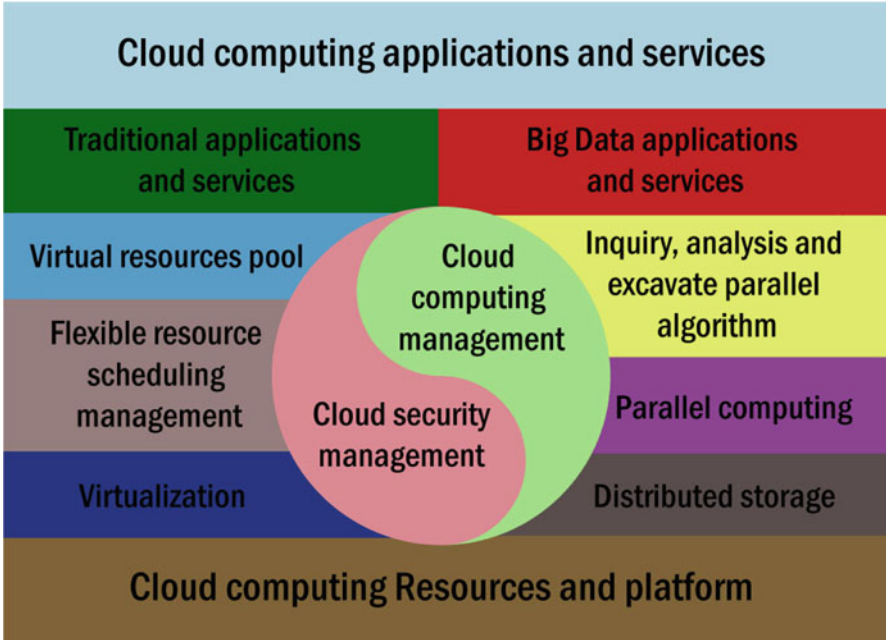 Cloud computing applications and services
Traditional applications
and services
Big Data applications
and services
Virtual resources pool
Cloud
computing
management
Inquiry, analysis and
excavate parallel
algorithm
Flexible resource
scheduling
management
Cloud security
management
Parallel computing
Virtualization
Distributed storage
Cloud computing Resources and platform